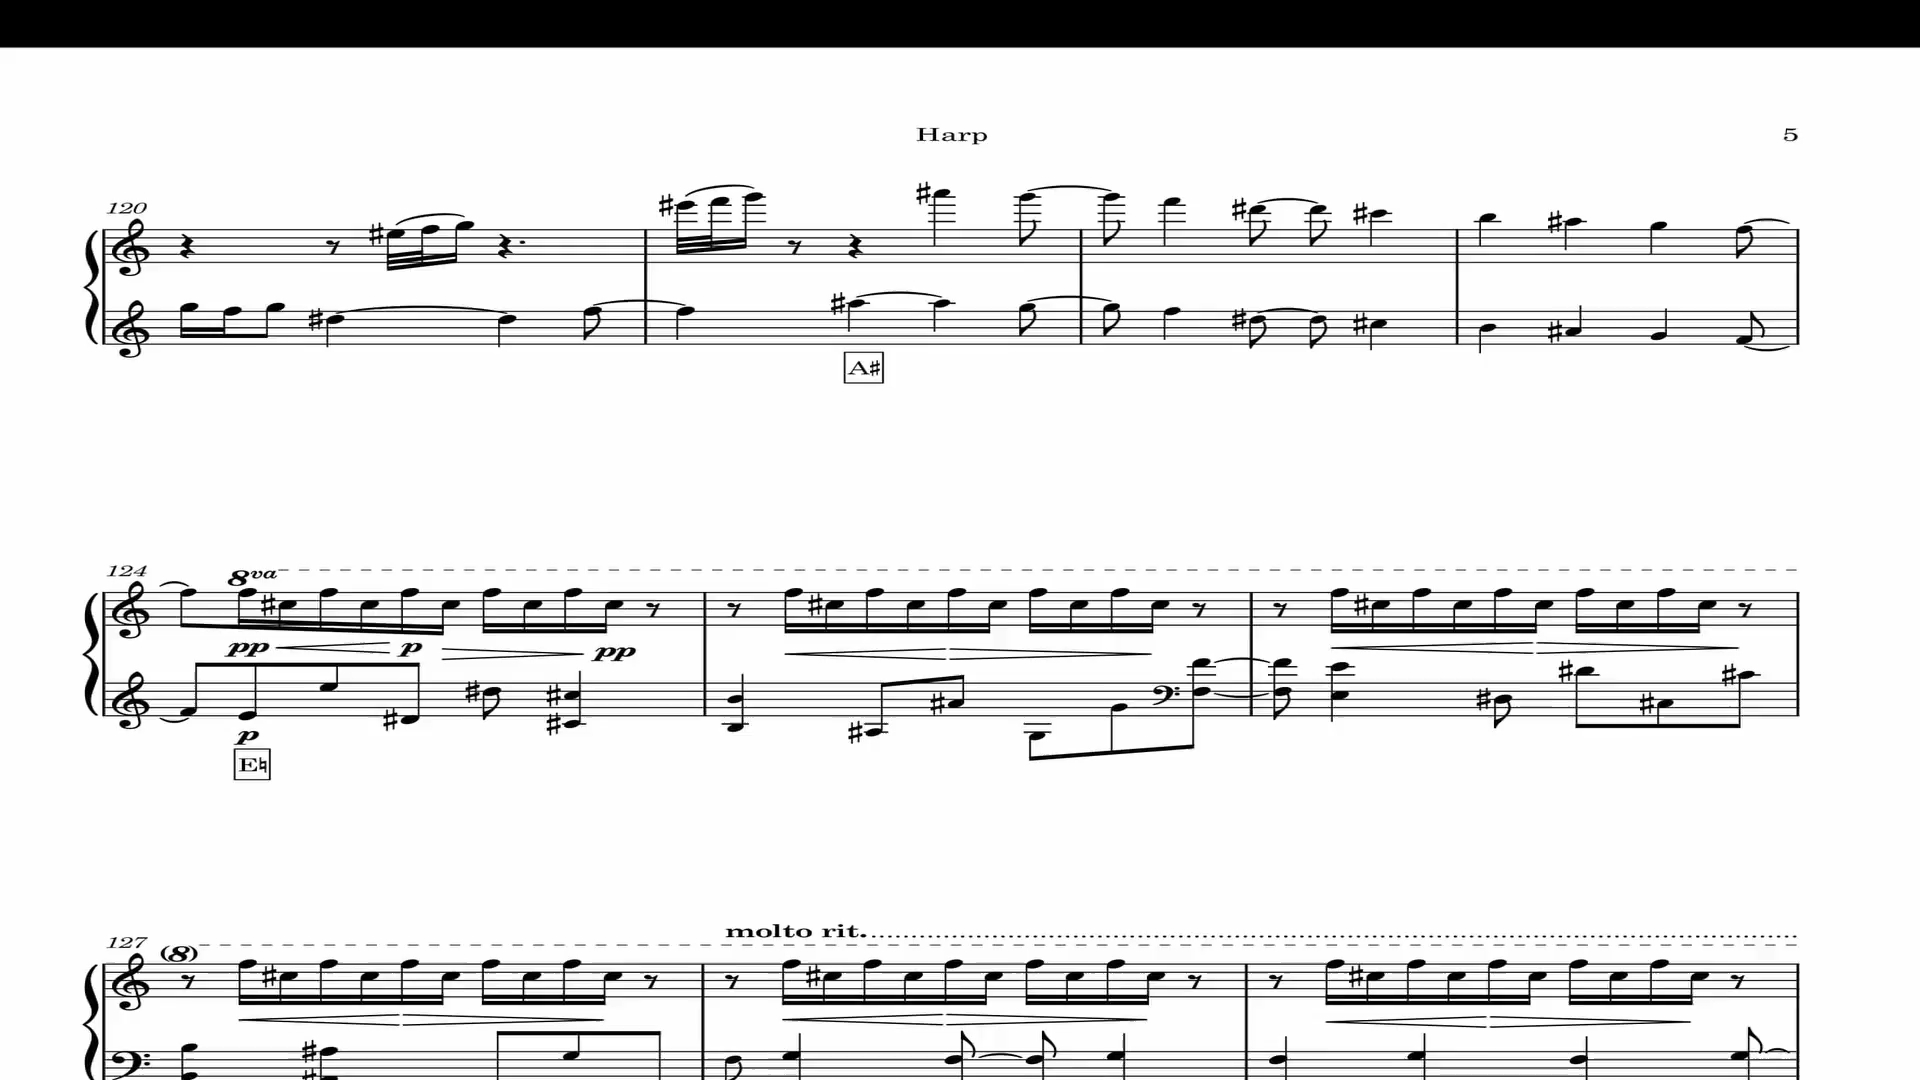 Harp 5
120
A♯
124
8va
pp p pp
p
E♮
molto rit.
127
(8)